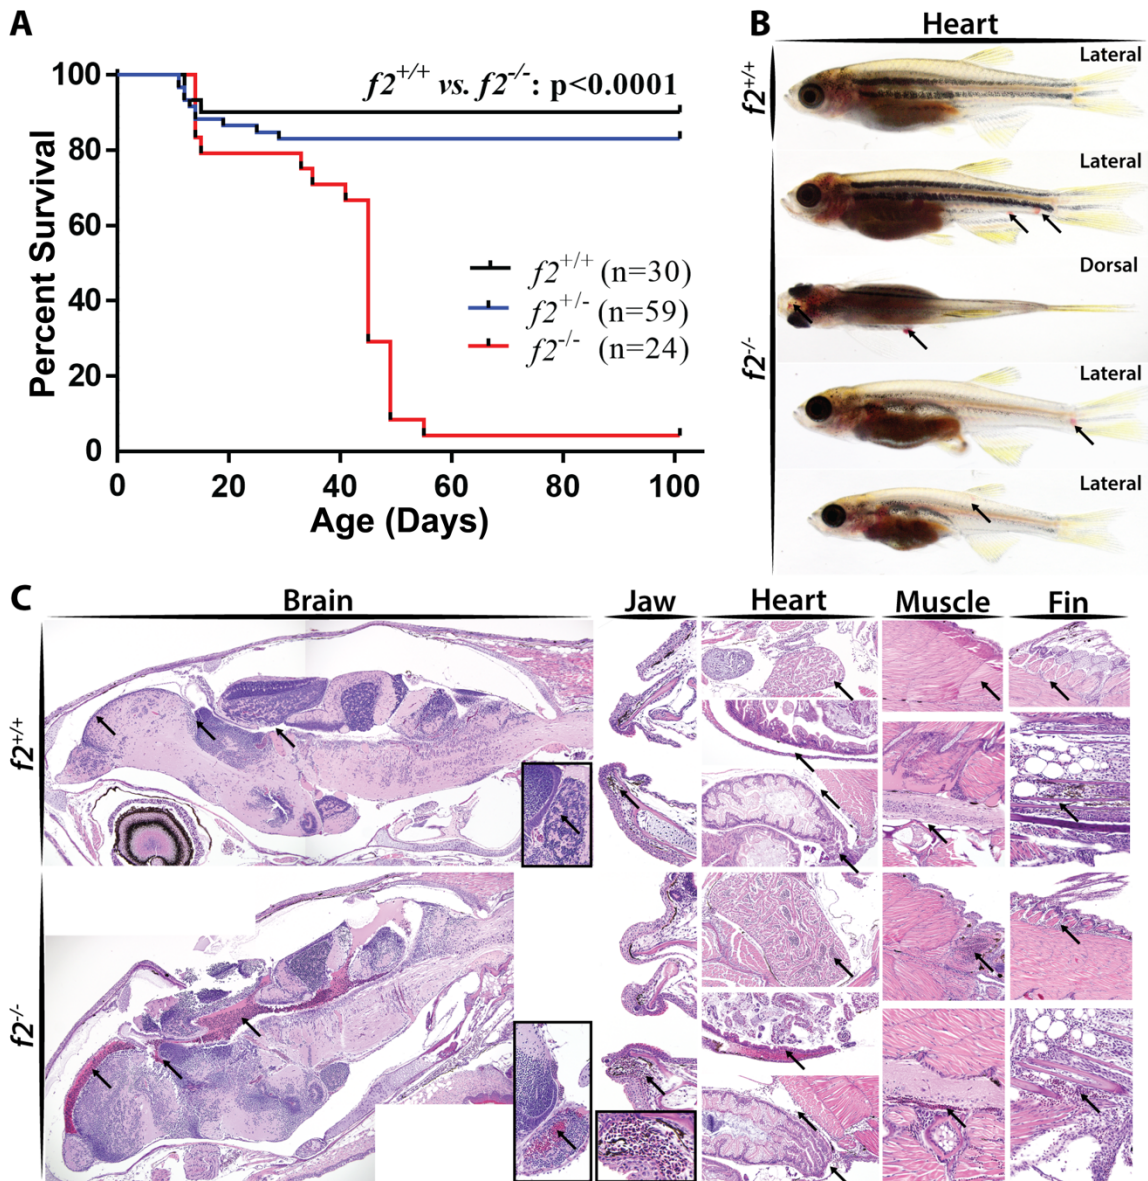 A
100
80
60
40
20
0
Percent Survival
0 20 40 60 80 100
Age (Days)
f2+/+ vs. f2-/-: p<0.0001
f2+/+ (n=30)
f2+/- (n=59)
f2-/- (n=24)
B
Heart
f2+/+
f2-/-
Lateral
Lateral
Dorsal
Lateral
Lateral
C
Brain Jaw Heart Muscle Fin
f2+/+
f2-/-